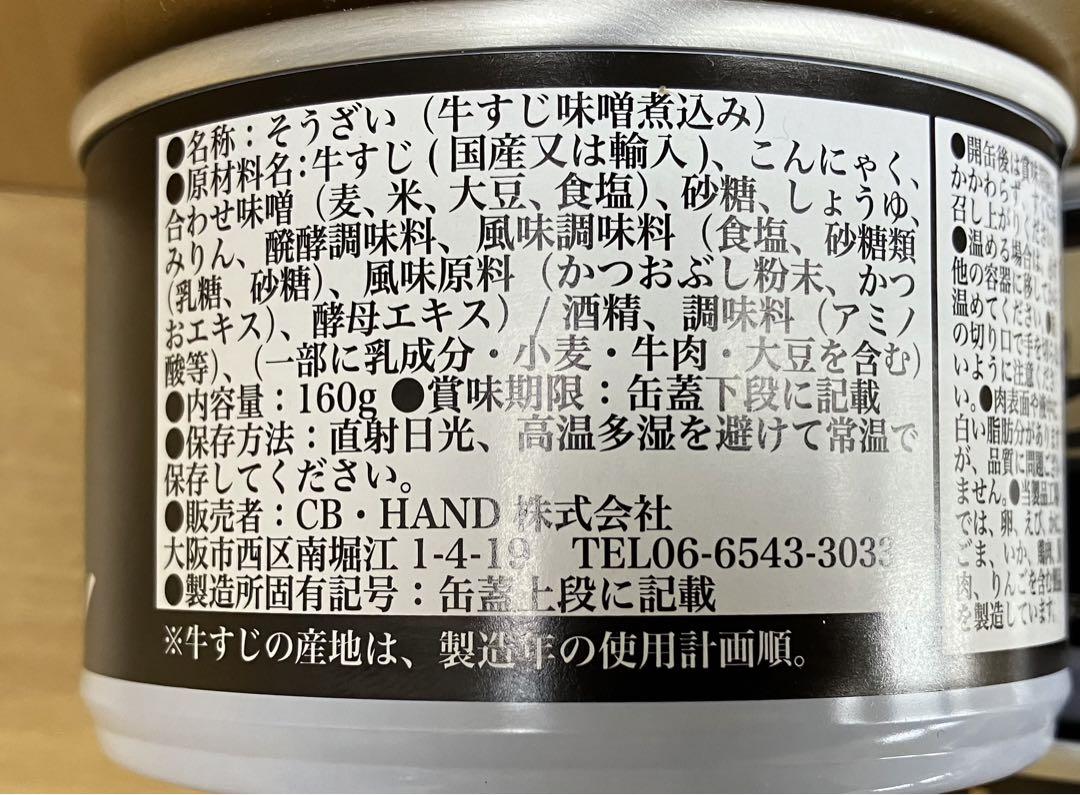 ●名称：そうざい（牛すじ味噌煮込み）
●原材料名：牛すじ（国産又は輸入）、こんにゃく、
合わせ味噌（麦、米、大豆、食塩）、砂糖、しょうゆ、
みりん、醗酵調味料、風味調味料（食塩、砂糖類
（乳糖、砂糖）、風味原料（かつおぶし粉末、かつ
おエキス）、酵母エキス）/酒精、調味料（アミノ
酸等）、（一部に乳成分・小麦・牛肉・大豆を含む）
●内容量：160g ●賞味期限：缶蓋下段に記載
●保存方法：直射日光、高温多湿を避けて常温で
保存してください。
●販売者：CB・HAND 株式会社
大阪市西区南堀江 1-4-19 TEL06-6543-3033
●製造所固有記号：缶蓋上段に記載
※牛すじの産地は、製造年の使用計画順。
●開缶後は賞味期限
かかわらず、
召し上がりください
●温める場合は、
他の容器に移して
温めてください
の切り口で手を
いように注意くだ
い。●肉表面や
白い脂肪分があり
が、品質に問題
ません。●当製品工
では、卵、えび、
ごま、いか、
肉、りんごを含む
を製造しています。